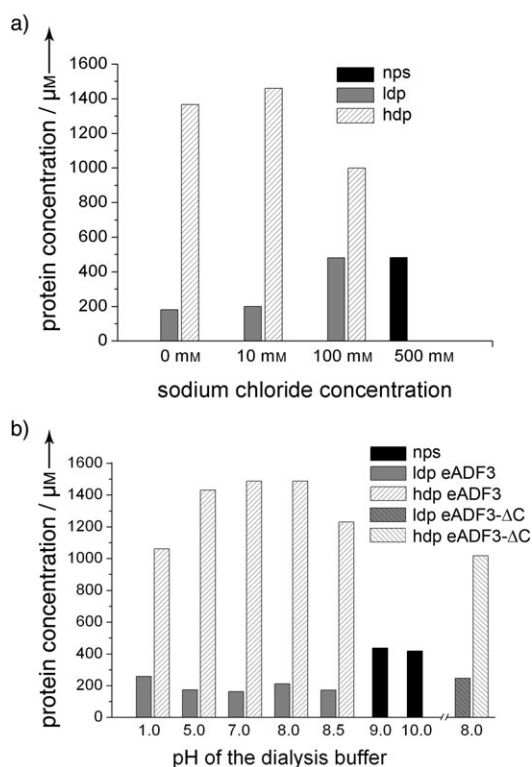 a)
protein concentration / µM
1600
1400
1200
1000
800
600
400
200
0
nps
ldp
hdp
0 mM
10 mM
100 mM
500 mM
sodium chloride concentration
b)
protein concentration / µM
1600
1400
1200
1000
800
600
400
200
0
nps
ldp eADF3
hdp eADF3
ldp eADF3-ΔC
hdp eADF3-ΔC
1.0
5.0
7.0
8.0
8.5
9.0
10.0
8.0
pH of the dialysis buffer